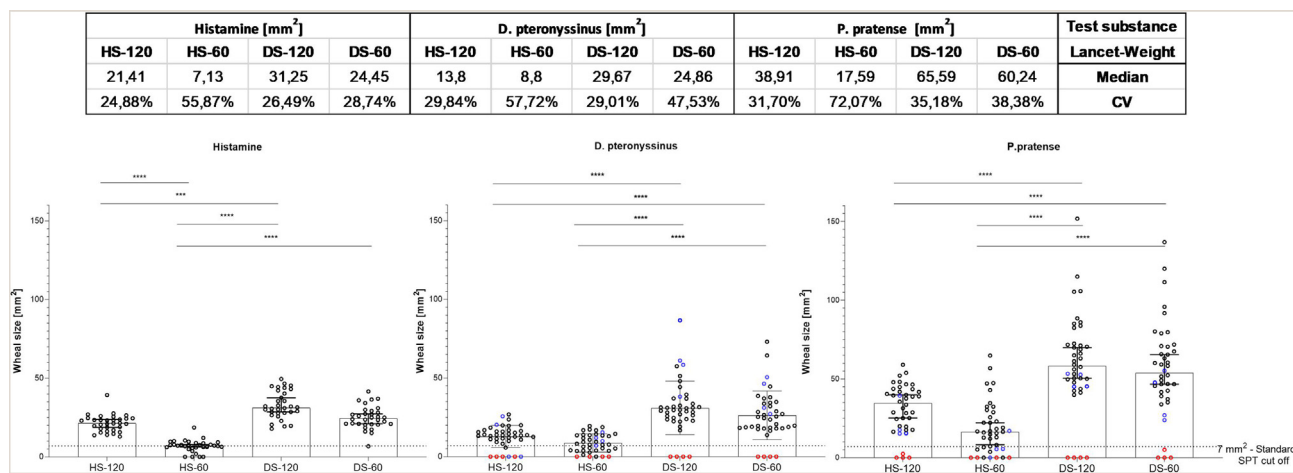 Histamine [mm²] D. pteronyssinus [mm²] P. pratense [mm²] Test substance
HS-120 HS-60 DS-120 DS-60 HS-120 HS-60 DS-120 DS-60 HS-120 HS-60 DS-120 DS-60 Lancet-Weight
21,41 7,13 31,25 24,45 13,8 8,8 29,67 24,86 38,91 17,59 65,59 60,24 Median
24,88% 55,87% 26,49% 28,74% 29,84% 57,72% 29,01% 47,53% 31,70% 72,07% 35,18% 38,38% CV
Histamine
****
***
****
****
150
100
50
0
Wheal size [mm²]
HS-120 HS-60 DS-120 DS-60
D. pteronyssinus
****
****
****
****
150
100
50
0
Wheal size [mm²]
HS-120 HS-60 DS-120 DS-60
P.pratense
****
****
****
****
150
100
50
0
Wheal size [mm²]
HS-120 HS-60 DS-120 DS-60
7 mm² - Standard
SPT cut off